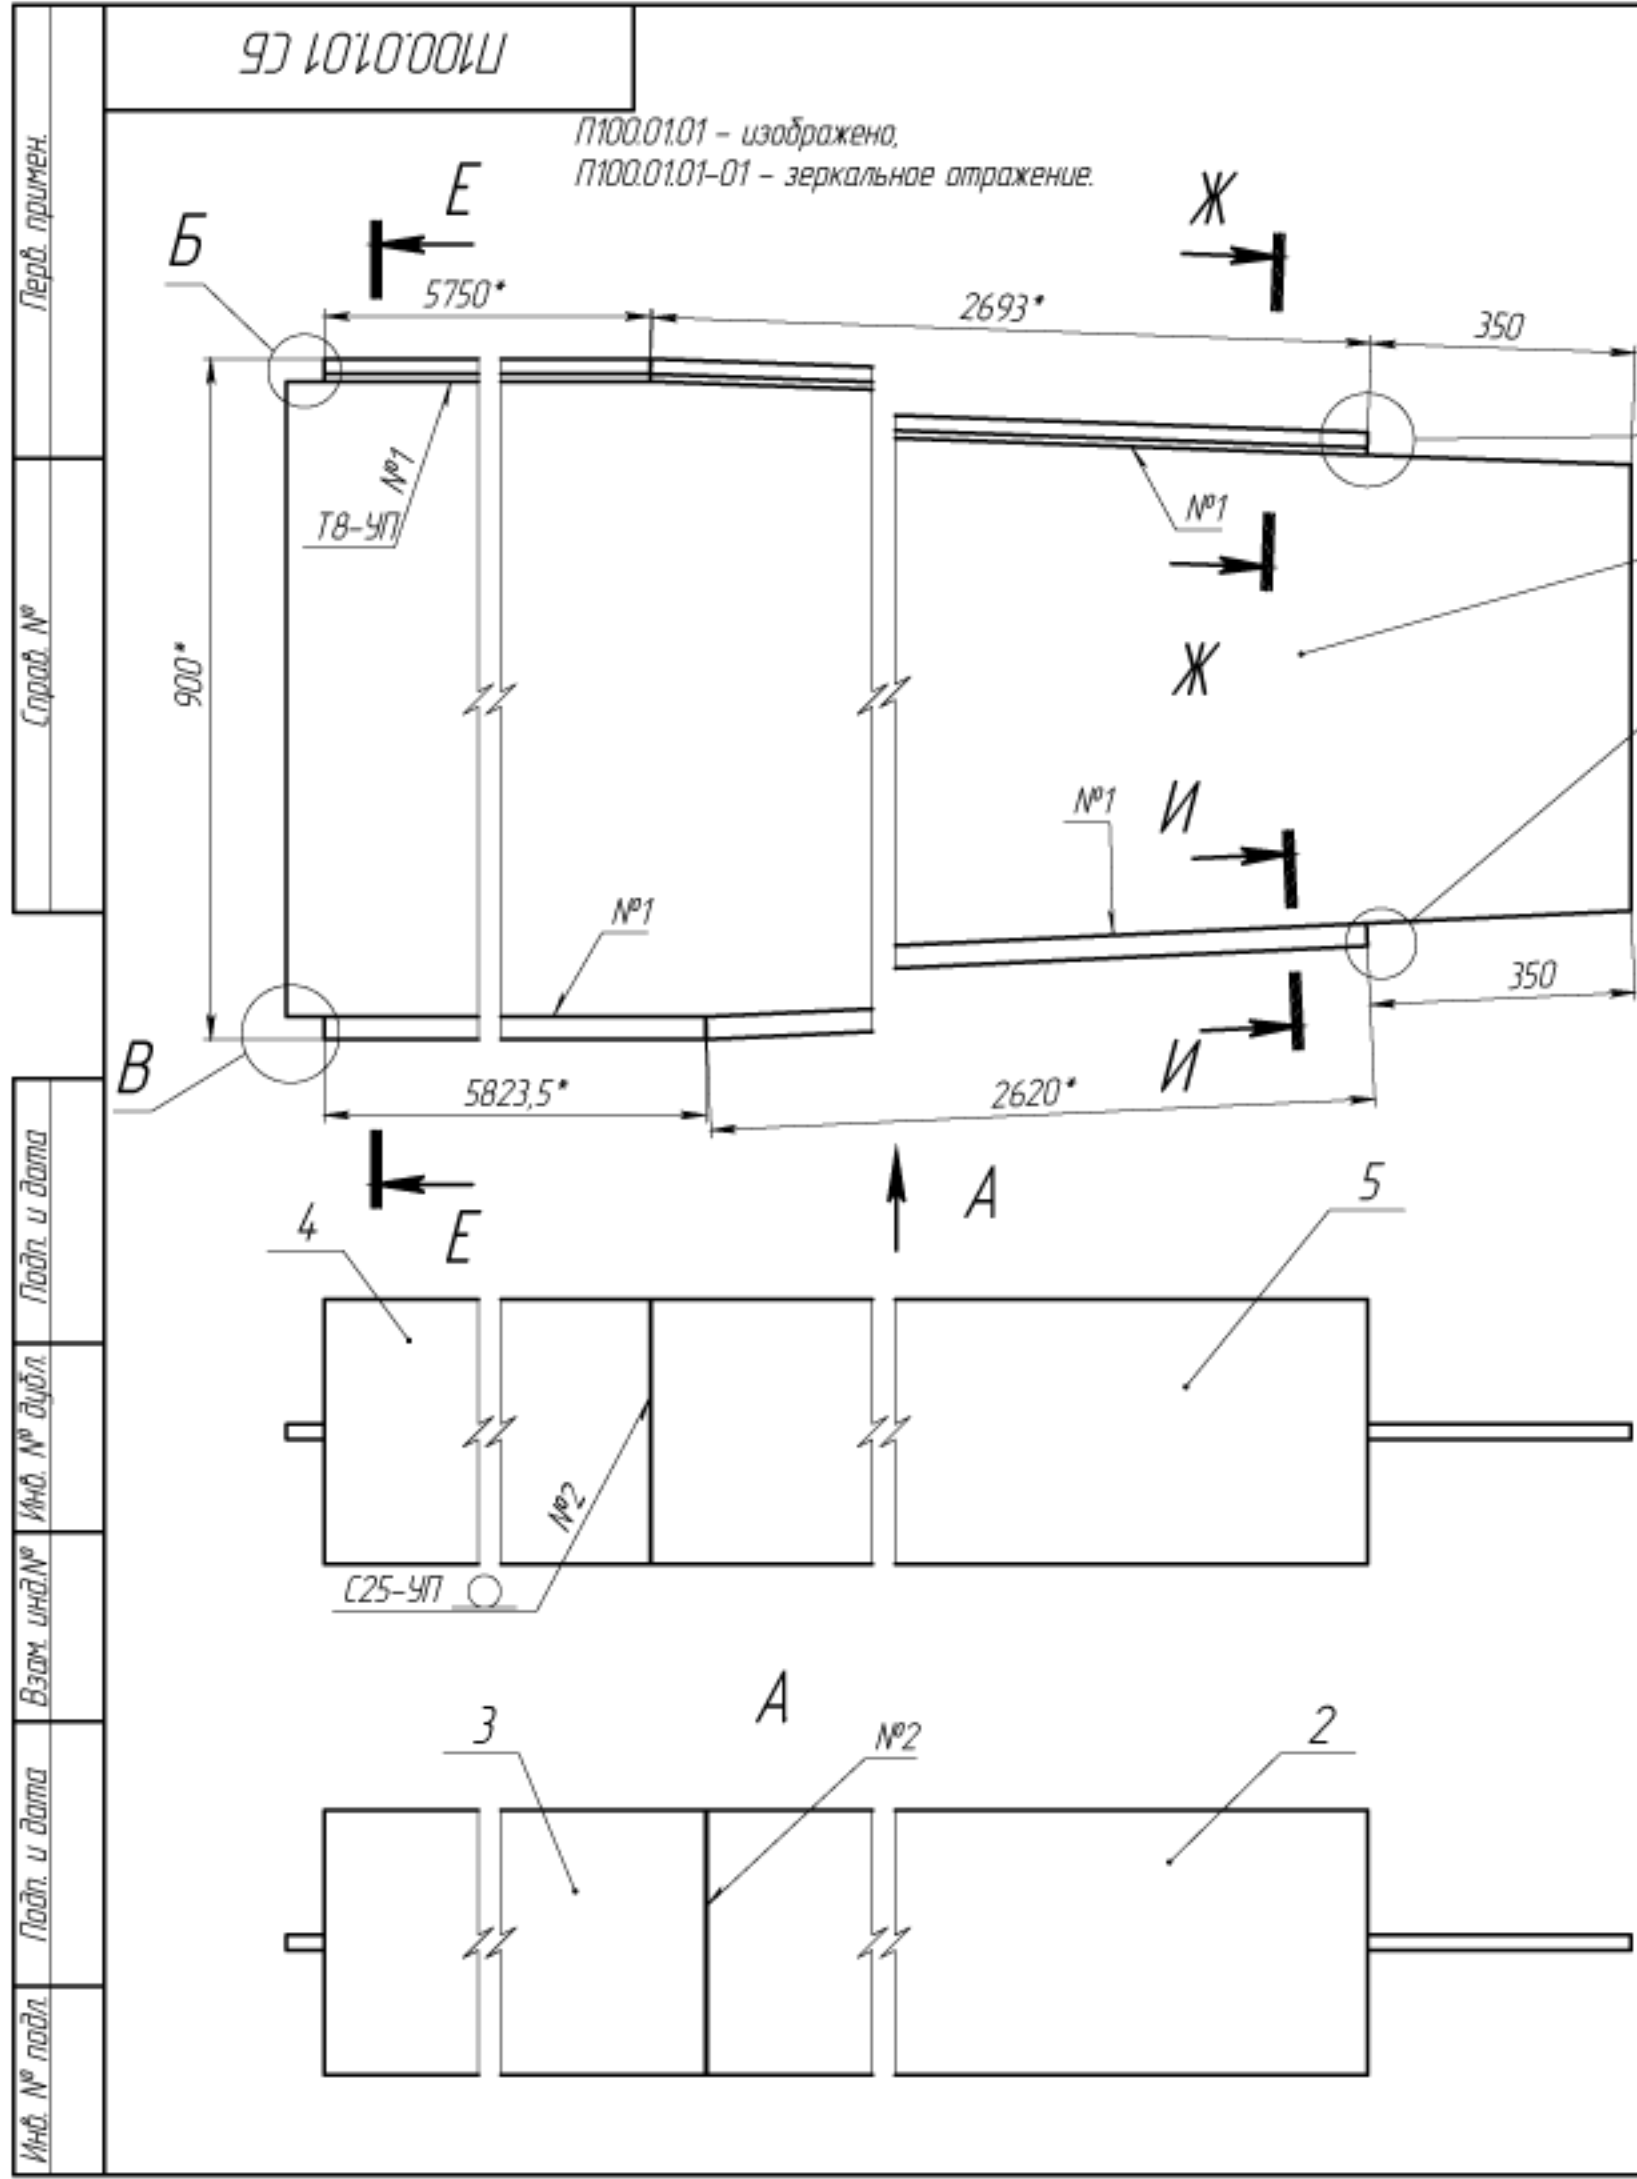 П100.01.01 СБ
П100.01.01 – изображено,
П100.01.01-01 – зеркальное отражение.
Перв. примен.
Справ. №
Подп. и дата
Инв. № дубл.
Взам. инв.№
Подп. и дата
Инв. № подл.
Б
Е
Ж
5750*
2693*
350
№1
Т8-УП
№1
900*
Ж
№1
И
№1
В
5823,5*
2620*
И
350
Е
А
4
5
№2
С25-УП
А
3
№2
2